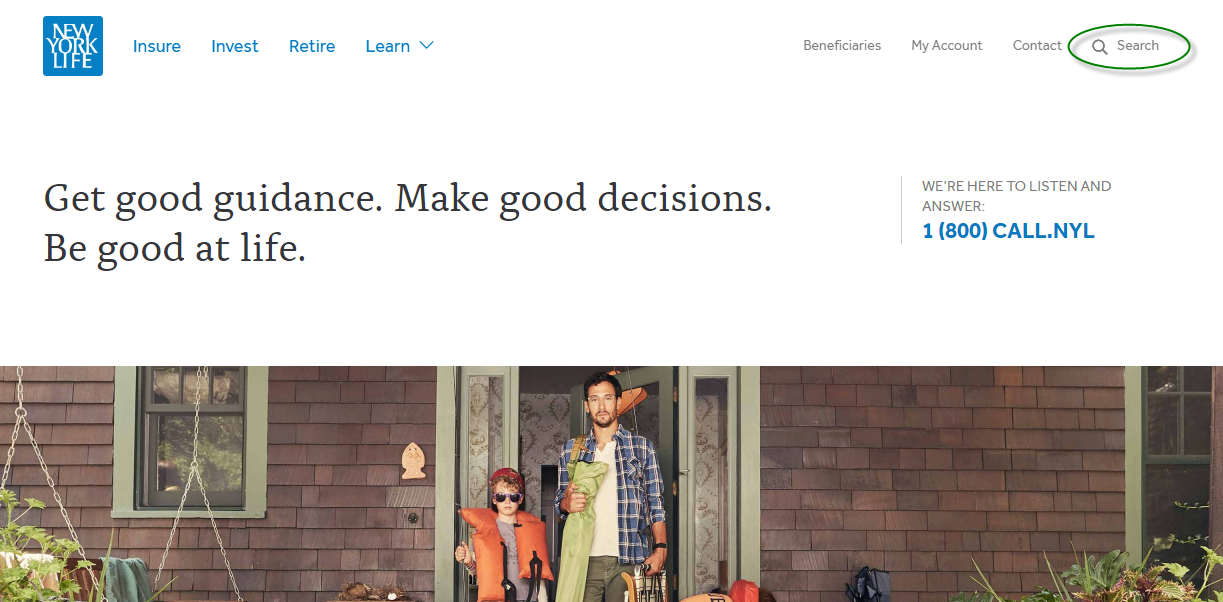 NEW
YORK
LIFE
Insure
Invest
Retire
Learn
Beneficiaries
My Account
Contact
Search
Get good guidance. Make good decisions.
Be good at life.
WE'RE HERE TO LISTEN AND
ANSWER:
1 (800) CALL.NYL